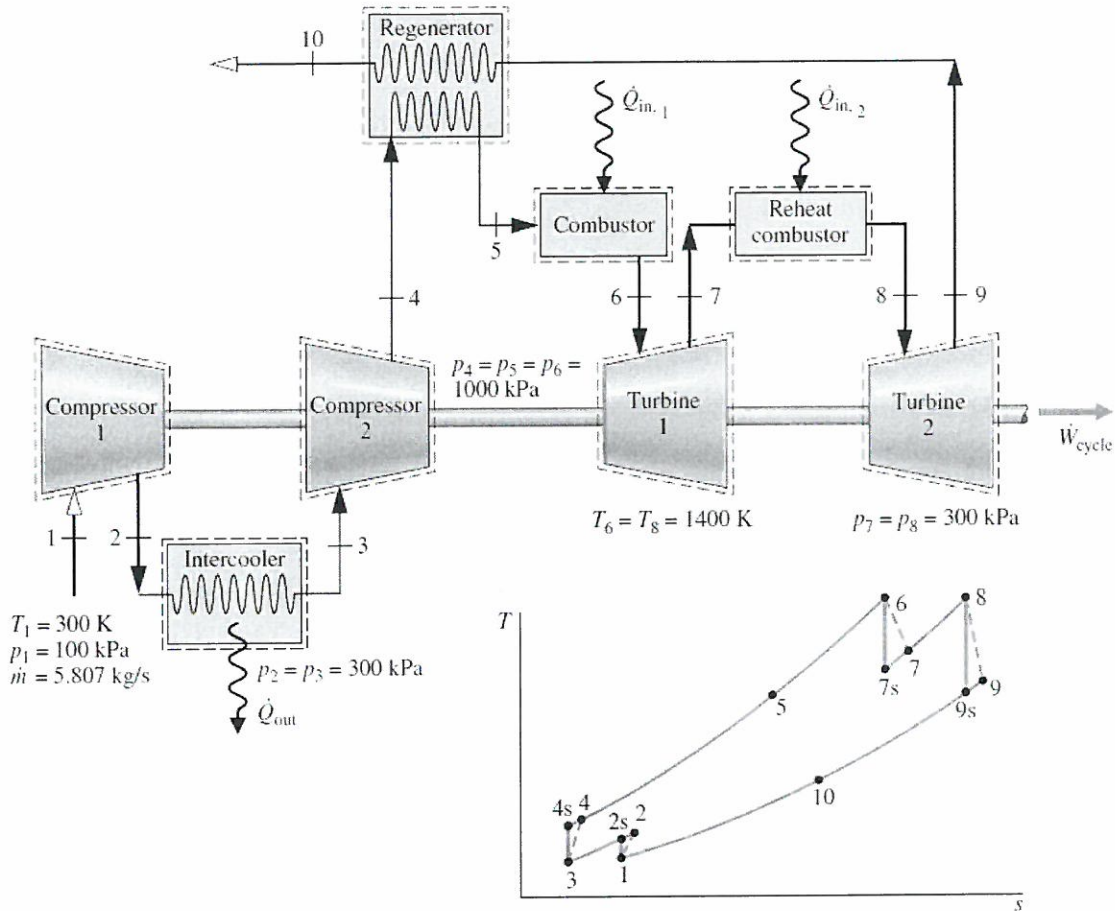 10
Regenerator
Q̇in, 1
Q̇in, 2
Combustor
Reheat
combustor
5
4
6
7
8
9
p4 = p5 = p6 =
1000 kPa
Compressor
1
Compressor
2
Turbine
1
Turbine
2
Ẇcycle
T6 = T8 = 1400 K
p7 = p8 = 300 kPa
1
2
3
Intercooler
T1 = 300 K
p1 = 100 kPa
ṁ = 5.807 kg/s
p2 = p3 = 300 kPa
Q̇out
T
6
8
7
7s
9
9s
5
10
4s
4
2s
2
3
1
s